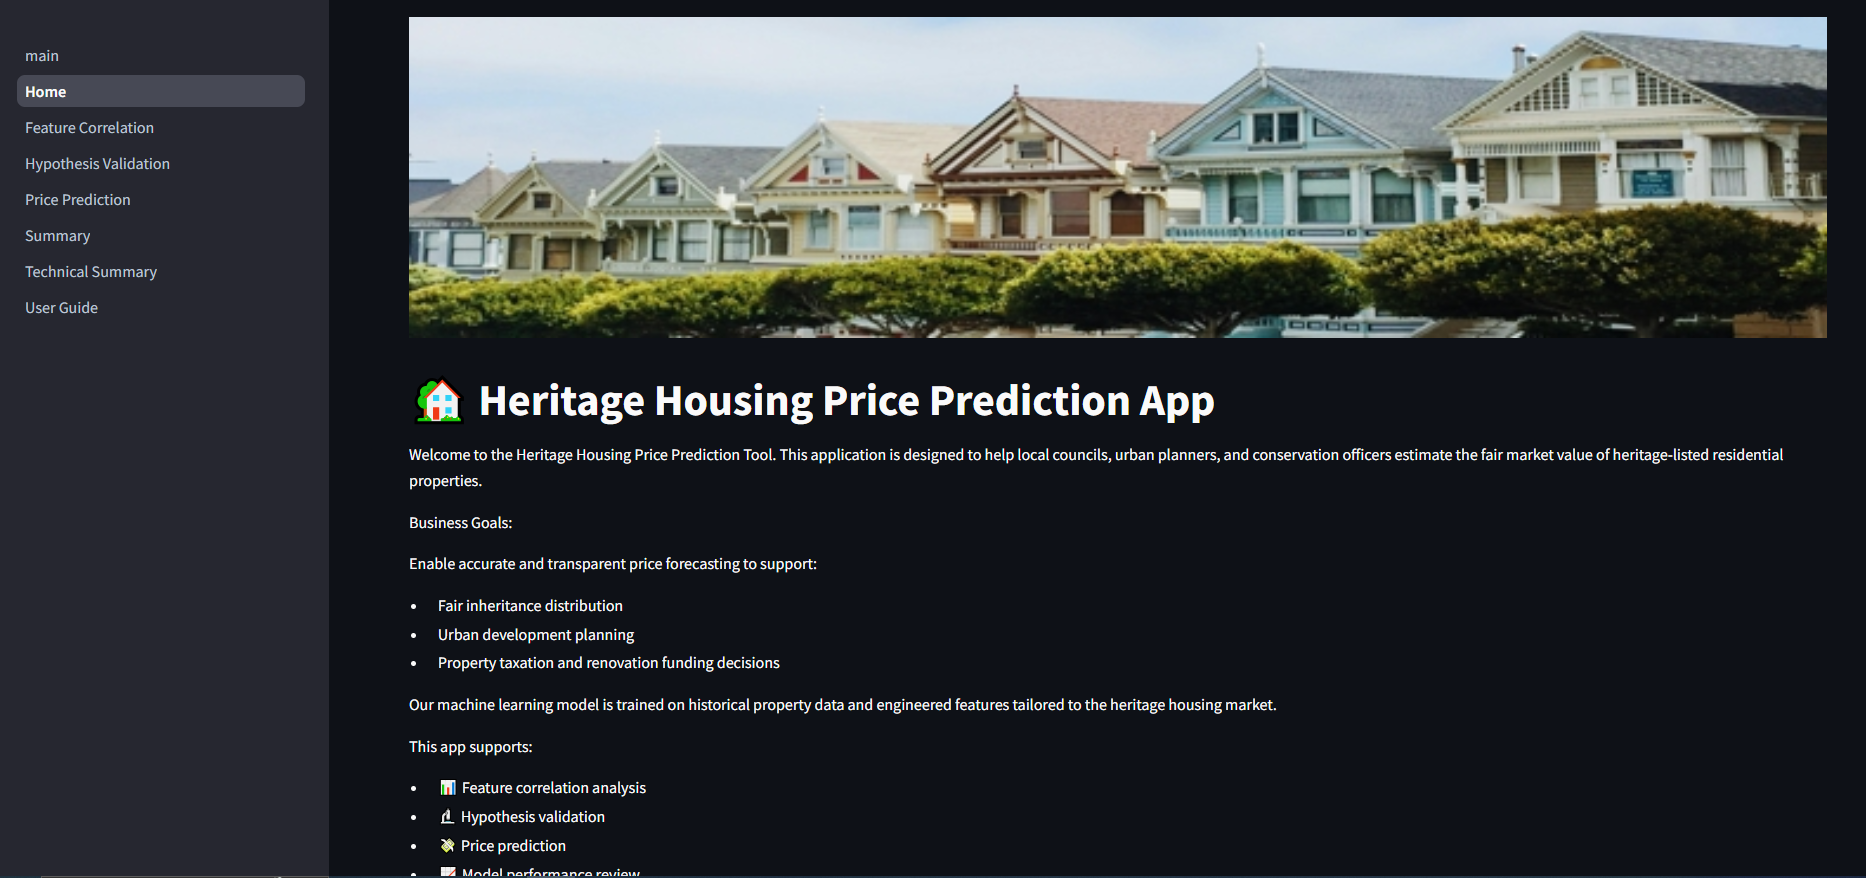 main
Home
Feature Correlation
Hypothesis Validation
Price Prediction
Summary
Technical Summary
User Guide
Heritage Housing Price Prediction App
Welcome to the Heritage Housing Price Prediction Tool. This application is designed to help local councils, urban planners, and conservation officers estimate the fair market value of heritage-listed residential
properties.
Business Goals:
Enable accurate and transparent price forecasting to support:
Fair inheritance distribution
Urban development planning
Property taxation and renovation funding decisions
Our machine learning model is trained on historical property data and engineered features tailored to the heritage housing market.
This app supports:
Feature correlation analysis
Hypothesis validation
Price prediction
Model performance review